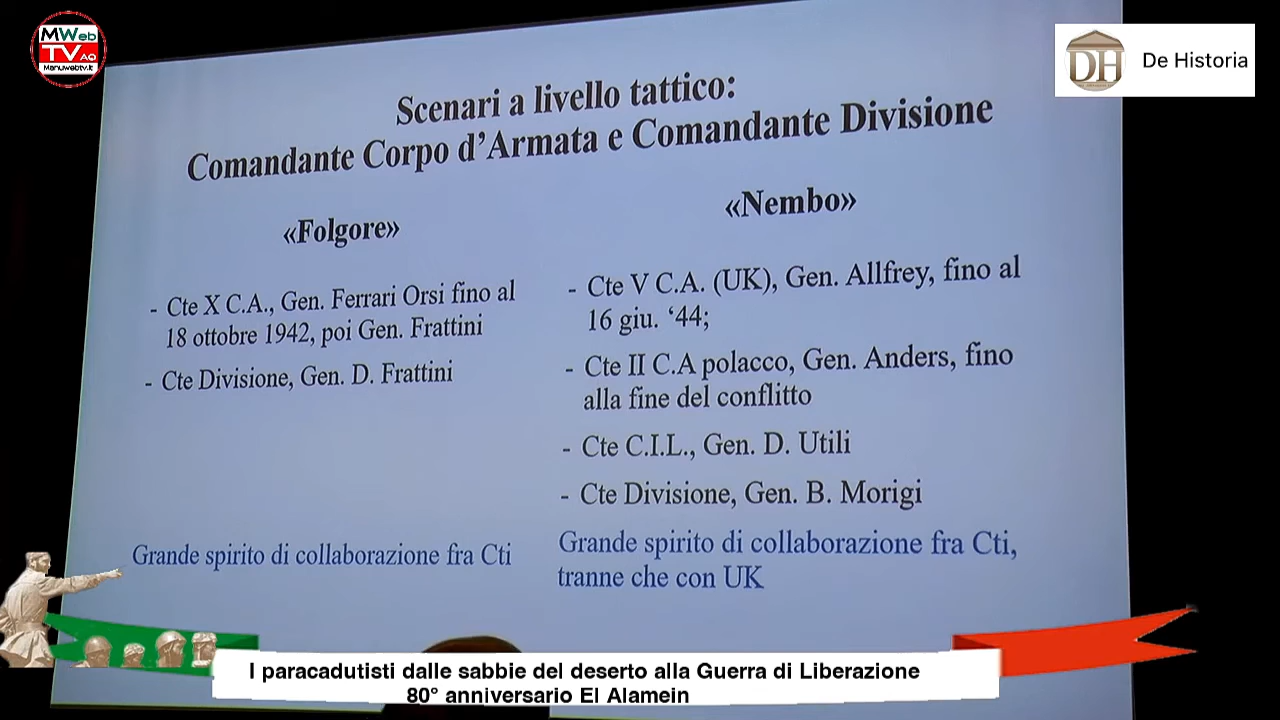 MWeb
TV AQ
Manuwebtv.it
DH
De Historia
Scenari a livello tattico:
Comandante Corpo d'Armata e Comandante Divisione
«Folgore»
- Cte X C.A., Gen. Ferrari Orsi fino al
18 ottobre 1942, poi Gen. Frattini
- Cte Divisione, Gen. D. Frattini
Grande spirito di collaborazione fra Cti
«Nembo»
- Cte V C.A. (UK), Gen. Allfrey, fino al
16 giu. ‘44;
- Cte II C.A polacco, Gen. Anders, fino
alla fine del conflitto
- Cte C.I.L., Gen. D. Utili
- Cte Divisione, Gen. B. Morigi
Grande spirito di collaborazione fra Cti,
tranne che con UK
I paracadutisti dalle sabbie del deserto alla Guerra di Liberazione
80° anniversario El Alamein